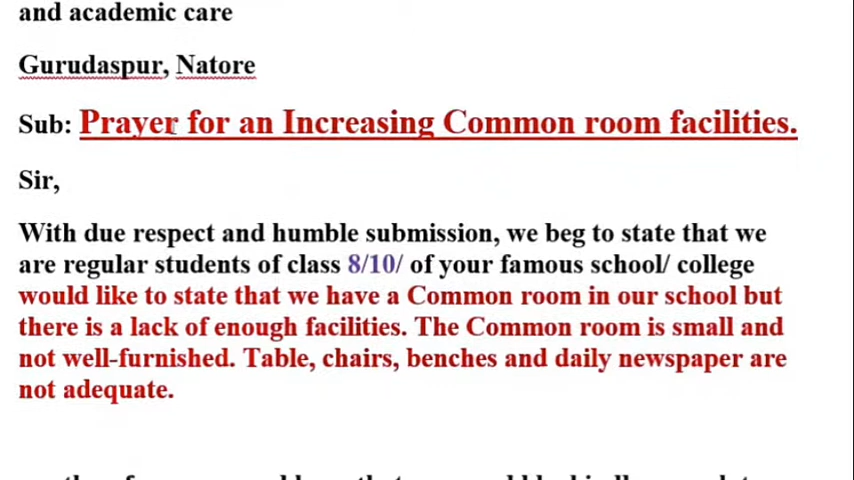 and academic care
Gurudaspur, Natore
Sub: Prayer for an Increasing Common room facilities.
Sir,
With due respect and humble submission, we beg to state that we
are regular students of class 8/10/ of your famous school/ college
would like to state that we have a Common room in our school but
there is a lack of enough facilities. The Common room is small and
not well-furnished. Table, chairs, benches and daily newspaper are
not adequate.